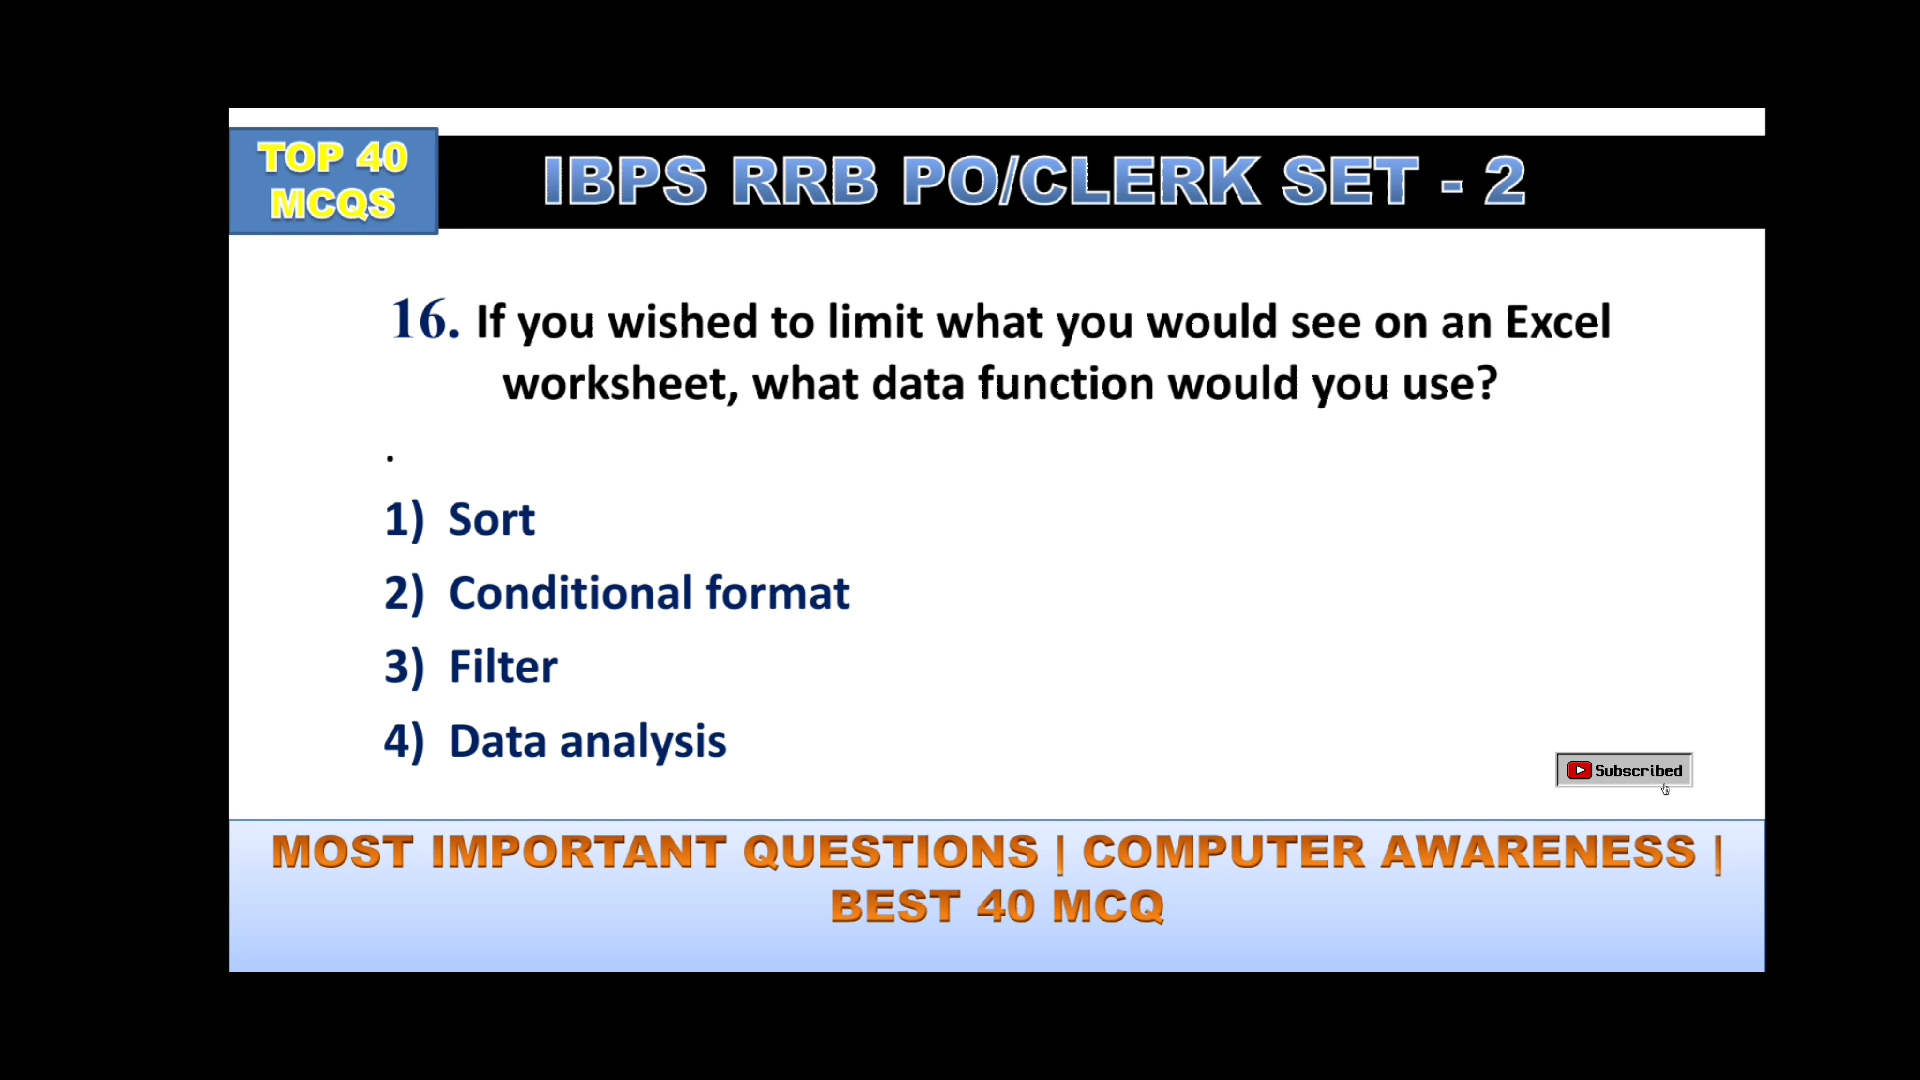 TOP 40
MCQS
IBPS RRB PO/CLERK SET - 2
16. If you wished to limit what you would see on an Excel
worksheet, what data function would you use?
.
1) Sort
2) Conditional format
3) Filter
4) Data analysis
Subscribed
MOST IMPORTANT QUESTIONS | COMPUTER AWARENESS |
BEST 40 MCQ